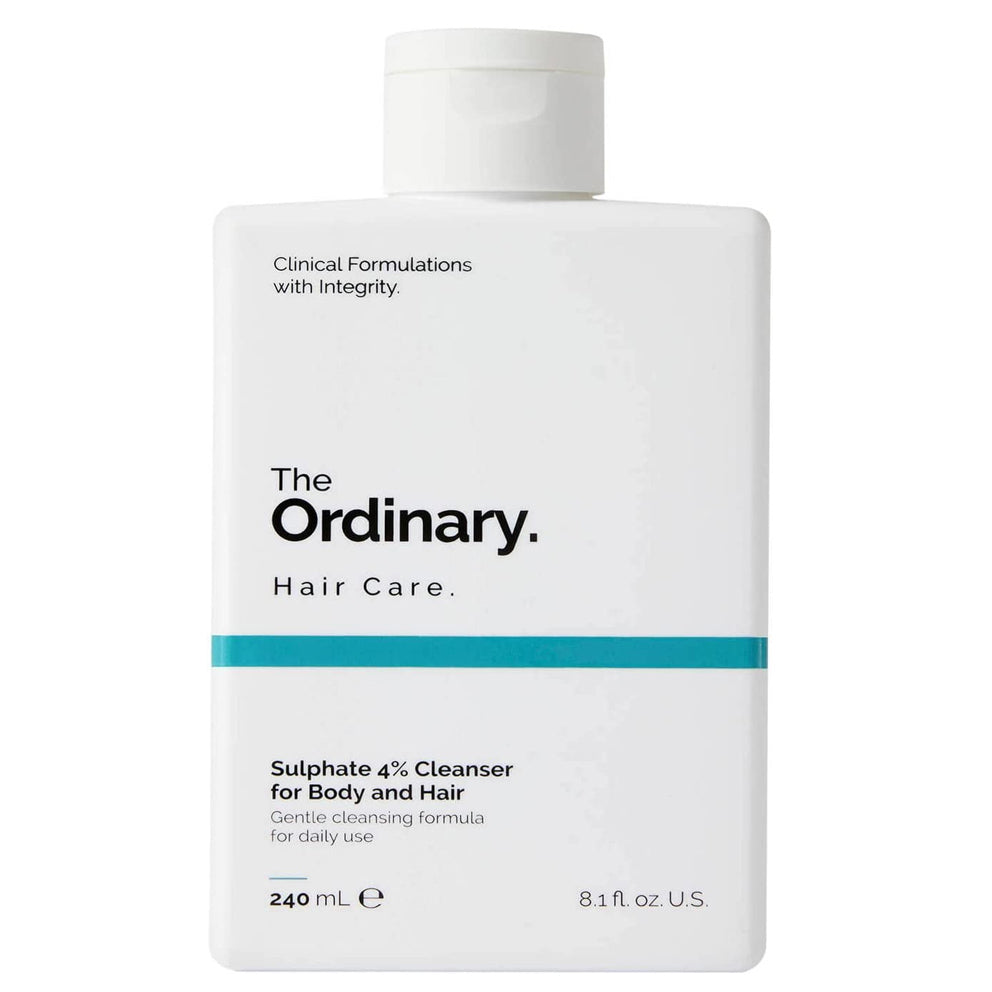 Clinical Formulations
with Integrity.
The
Ordinary.
Hair Care.
Sulphate 4% Cleanser
for Body and Hair
Gentle cleansing formula
for daily use
240 mL ℮
8.1 fl. oz. U.S.